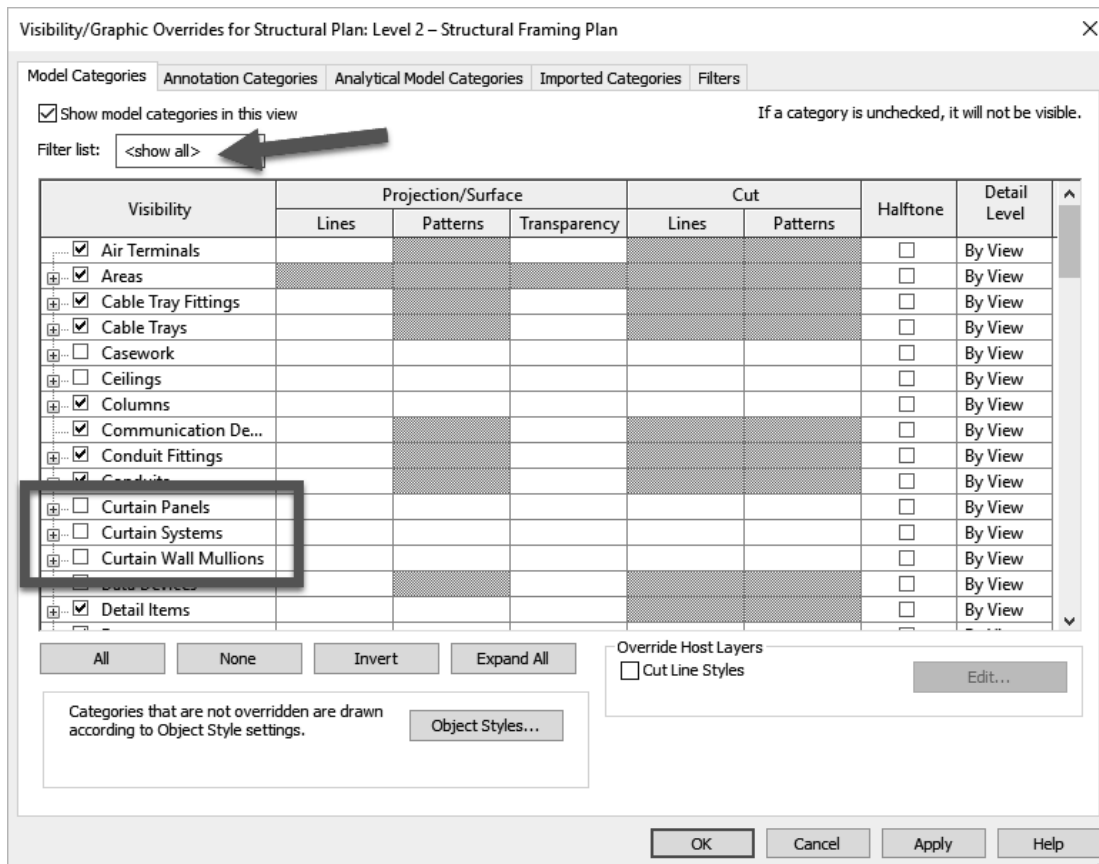 Visibility/Graphic Overrides for Structural Plan: Level 2 – Structural Framing Plan
Model Categories Annotation Categories Analytical Model Categories Imported Categories Filters
Show model categories in this view
If a category is unchecked, it will not be visible.
Filter list: <show all>
Visibility Projection/Surface Cut Halftone Detail Level
Lines Patterns Transparency Lines Patterns
Air Terminals By View
Areas By View
Cable Tray Fittings By View
Cable Trays By View
Casework By View
Ceilings By View
Columns By View
Communication De... By View
Conduit Fittings By View
Conduits By View
Curtain Panels By View
Curtain Systems By View
Curtain Wall Mullions By View
Data Devices By View
Detail Items By View
All None Invert Expand All
Override Host Layers
Cut Line Styles
Edit...
Categories that are not overridden are drawn
according to Object Style settings.
Object Styles...
OK Cancel Apply Help